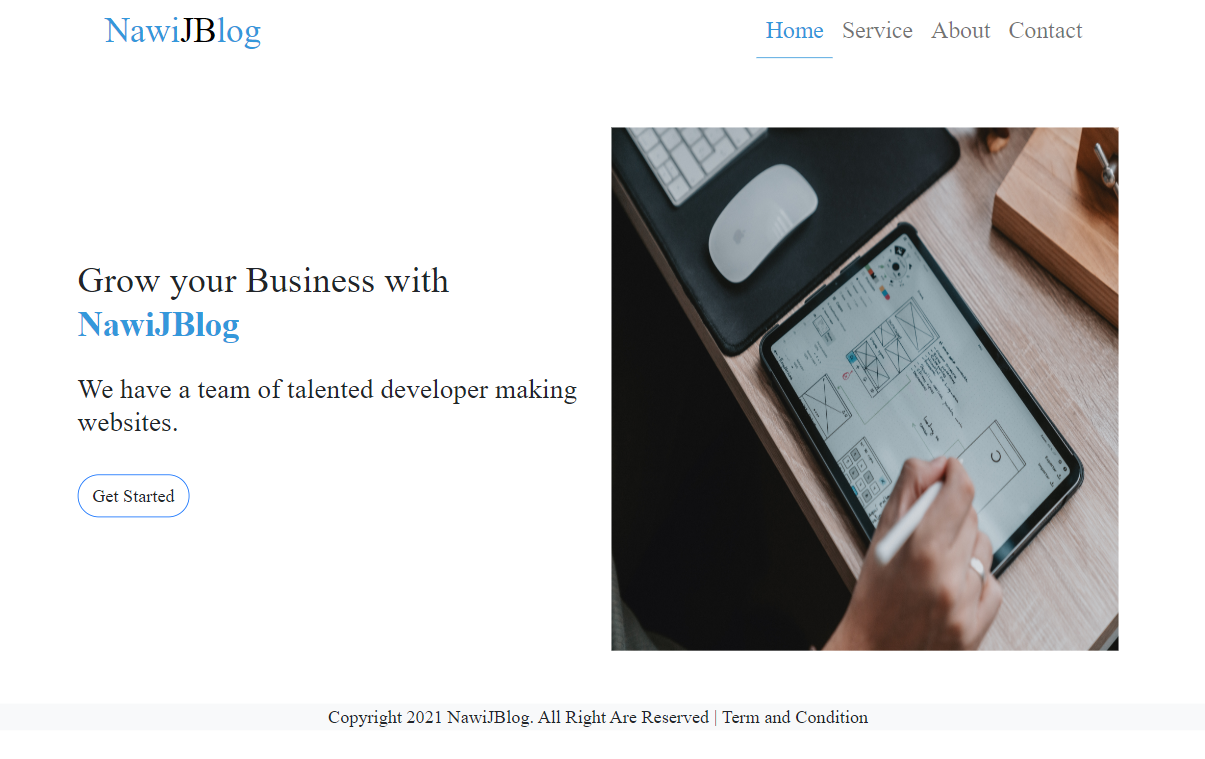 NawiJBlog
Home Service About Contact
Grow your Business with
NawiJBlog
We have a team of talented developer making
websites.
Get Started
Copyright 2021 NawiJBlog. All Right Are Reserved | Term and Condition